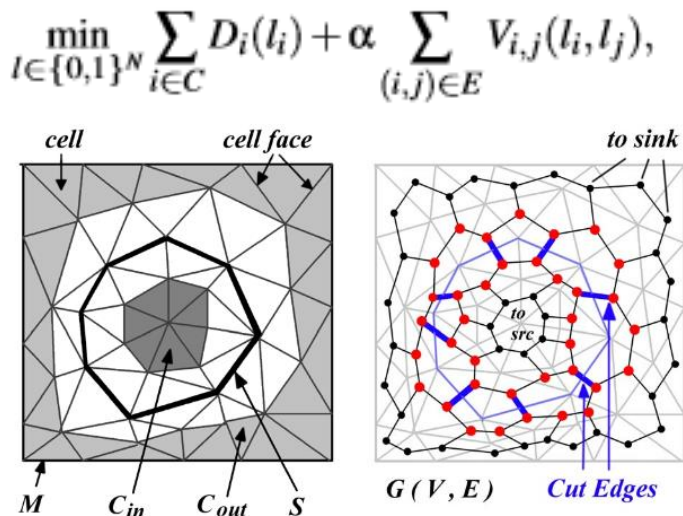 min l∈{0,1}^N ∑ i∈C D_i(l_i) + α ∑ (i,j)∈E V_{i,j}(l_i, l_j),
cell
cell face
to sink
to
src
M
C_in
C_out
S
G ( V , E )
Cut Edges